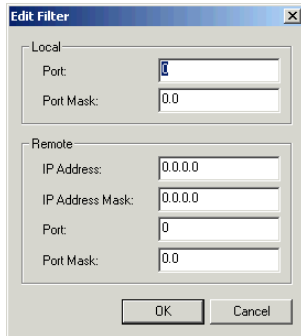 Edit Filter
Local
Port: 0
Port Mask: 0.0
Remote
IP Address: 0.0.0.0
IP Address Mask: 0.0.0.0
Port: 0
Port Mask: 0.0
OK Cancel